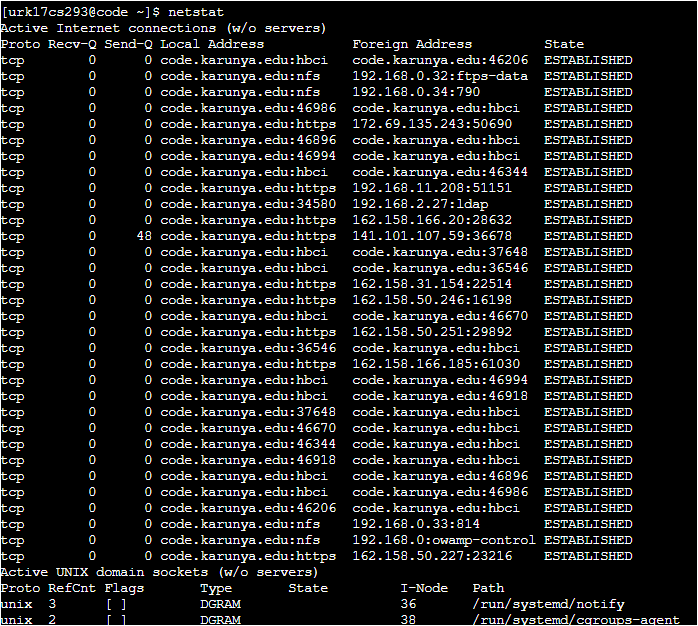 [urk17cs293@code ~]$ netstat
Active Internet connections (w/o servers)
Proto Recv-Q Send-Q Local Address           Foreign Address         State
tcp        0      0 code.karunya.edu:hbci   code.karunya.edu:46206  ESTABLISHED
tcp        0      0 code.karunya.edu:nfs    192.168.0.32:ftps-data  ESTABLISHED
tcp        0      0 code.karunya.edu:nfs    192.168.0.34:790        ESTABLISHED
tcp        0      0 code.karunya.edu:46986  code.karunya.edu:hbci   ESTABLISHED
tcp        0      0 code.karunya.edu:https  172.69.135.243:50690    ESTABLISHED
tcp        0      0 code.karunya.edu:46896  code.karunya.edu:hbci   ESTABLISHED
tcp        0      0 code.karunya.edu:46994  code.karunya.edu:hbci   ESTABLISHED
tcp        0      0 code.karunya.edu:hbci   code.karunya.edu:46344  ESTABLISHED
tcp        0      0 code.karunya.edu:https  192.168.11.208:51151    ESTABLISHED
tcp        0      0 code.karunya.edu:34580  192.168.2.27:ldap       ESTABLISHED
tcp        0      0 code.karunya.edu:https  162.158.166.20:28632    ESTABLISHED
tcp        0     48 code.karunya.edu:https  141.101.107.59:36678    ESTABLISHED
tcp        0      0 code.karunya.edu:hbci   code.karunya.edu:37648  ESTABLISHED
tcp        0      0 code.karunya.edu:hbci   code.karunya.edu:36546  ESTABLISHED
tcp        0      0 code.karunya.edu:https  162.158.31.154:22514    ESTABLISHED
tcp        0      0 code.karunya.edu:https  162.158.50.246:16198    ESTABLISHED
tcp        0      0 code.karunya.edu:hbci   code.karunya.edu:46670  ESTABLISHED
tcp        0      0 code.karunya.edu:https  162.158.50.251:29892    ESTABLISHED
tcp        0      0 code.karunya.edu:36546  code.karunya.edu:hbci   ESTABLISHED
tcp        0      0 code.karunya.edu:https  162.158.166.185:61030   ESTABLISHED
tcp        0      0 code.karunya.edu:hbci   code.karunya.edu:46994  ESTABLISHED
tcp        0      0 code.karunya.edu:hbci   code.karunya.edu:46918  ESTABLISHED
tcp        0      0 code.karunya.edu:37648  code.karunya.edu:hbci   ESTABLISHED
tcp        0      0 code.karunya.edu:46670  code.karunya.edu:hbci   ESTABLISHED
tcp        0      0 code.karunya.edu:46344  code.karunya.edu:hbci   ESTABLISHED
tcp        0      0 code.karunya.edu:46918  code.karunya.edu:hbci   ESTABLISHED
tcp        0      0 code.karunya.edu:hbci   code.karunya.edu:46896  ESTABLISHED
tcp        0      0 code.karunya.edu:hbci   code.karunya.edu:46986  ESTABLISHED
tcp        0      0 code.karunya.edu:46206  code.karunya.edu:hbci   ESTABLISHED
tcp        0      0 code.karunya.edu:nfs    192.168.0.33:814        ESTABLISHED
tcp        0      0 code.karunya.edu:nfs    192.168.0:owamp-control ESTABLISHED
tcp        0      0 code.karunya.edu:https  162.158.50.227:23216    ESTABLISHED
Active UNIX domain sockets (w/o servers)
Proto RefCnt Flags       Type       State         I-Node   Path
unix  3      [ ]         DGRAM                    36       /run/systemd/notify
unix  2      [ ]         DGRAM                    38       /run/systemd/cgroups-agent